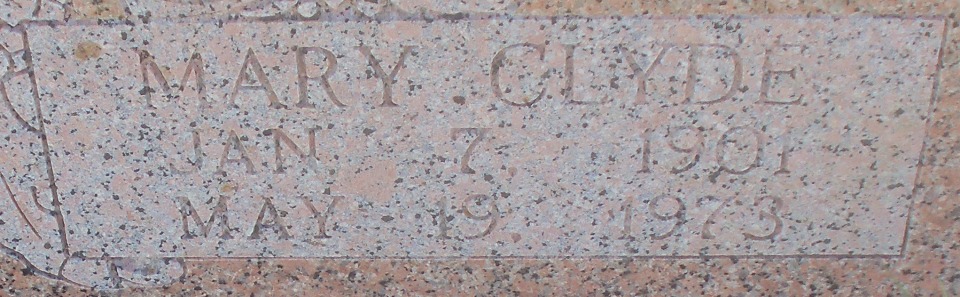 MARY CLYDE
JAN. 7 1901
MAY 19 1973